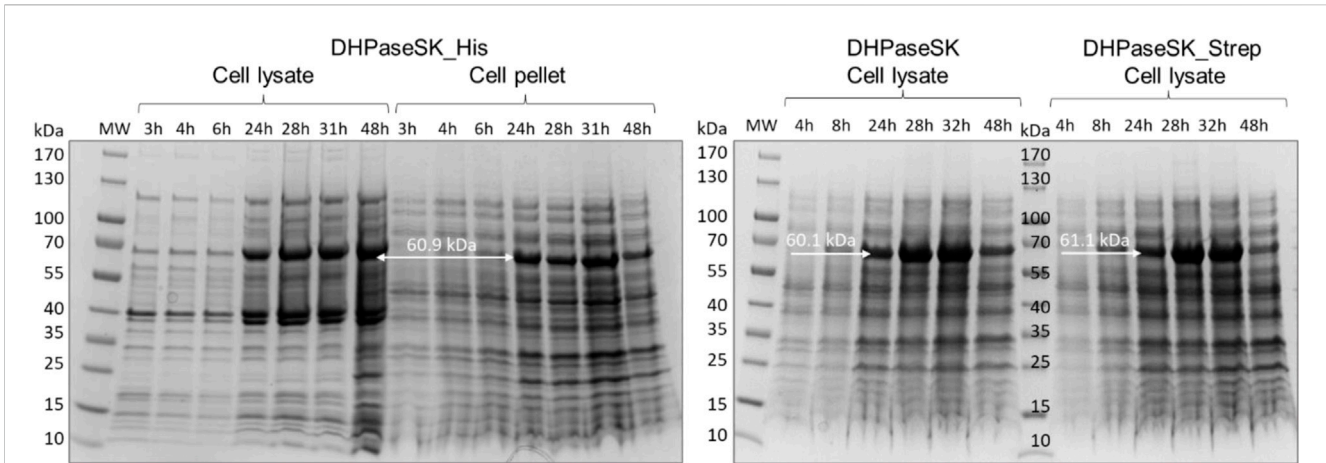 DHPaseSK_His
Cell lysate Cell pellet
kDa MW 3h 4h 6h 24h 28h 31h 48h 3h 4h 6h 24h 28h 31h 48h
170
130
100
70
55
40
35
25
15
10
60.9 kDa
DHPaseSK
Cell lysate
kDa MW 4h 8h 24h 28h 32h 48h
170
130
100
70
55
40
35
25
15
10
60.1 kDa
DHPaseSK_Strep
Cell lysate
kDa 4h 8h 24h 28h 32h 48h
170
130
100
70
55
40
35
25
15
10
61.1 kDa